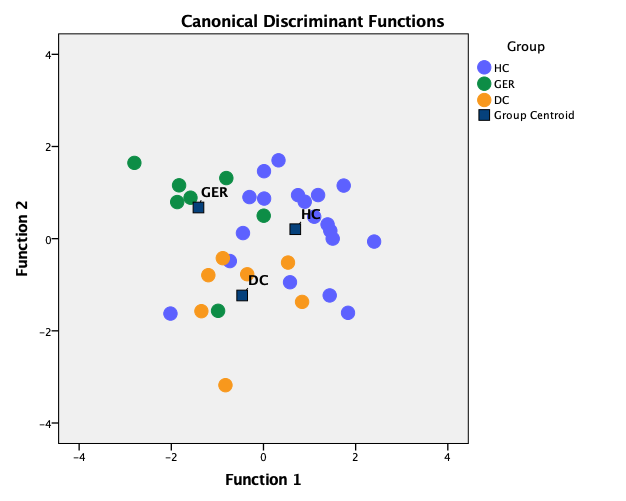 Canonical Discriminant Functions
Group
HC
GER
DC
Group Centroid
4
2
0
−2
−4
Function 2
GER
HC
DC
−4
−2
0
2
4
Function 1